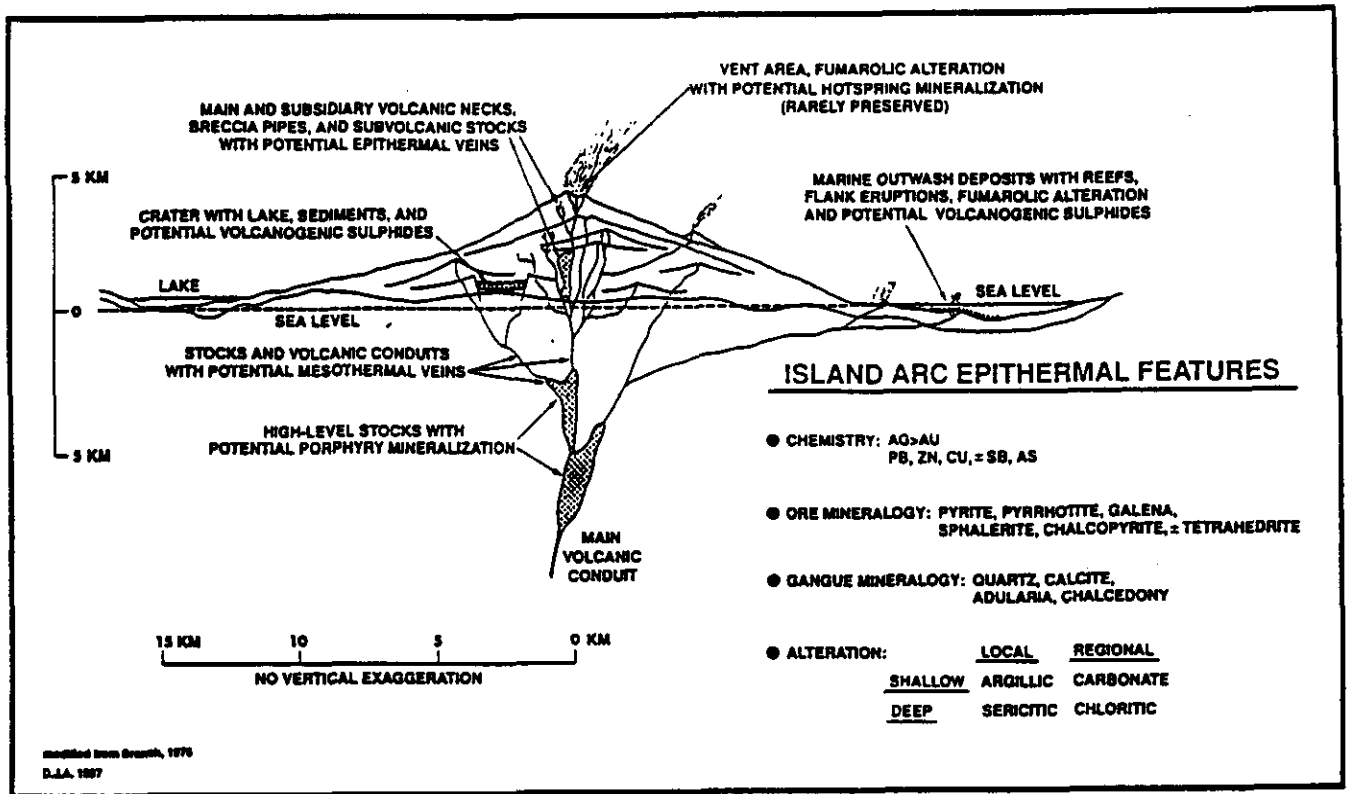 VENT AREA, FUMAROLIC ALTERATION
WITH POTENTIAL HOTSPRING MINERALIZATION
(RARELY PRESERVED)
MAIN AND SUBSIDIARY VOLCANIC NECKS,
BRECCIA PIPES, AND SUBVOLCANIC STOCKS
WITH POTENTIAL EPITHERMAL VEINS
5 KM
MARINE OUTWASH DEPOSITS WITH REEFS,
FLANK ERUPTIONS, FUMAROLIC ALTERATION
AND POTENTIAL VOLCANOGENIC SULPHIDES
CRATER WITH LAKE, SEDIMENTS, AND
POTENTIAL VOLCANOGENIC SULPHIDES
LAKE
SEA LEVEL
0
SEA LEVEL
STOCKS AND VOLCANIC CONDUITS
WITH POTENTIAL MESOTHERMAL VEINS
HIGH-LEVEL STOCKS WITH
POTENTIAL PORPHYRY MINERALIZATION
5 KM
MAIN
VOLCANIC
CONDUIT
15 KM 10 5 0 KM
NO VERTICAL EXAGGERATION
ISLAND ARC EPITHERMAL FEATURES
● CHEMISTRY: AG>AU
PB, ZN, CU, ± SB, AS
● ORE MINERALOGY: PYRITE, PYRRHOTITE, GALENA,
SPHALERITE, CHALCOPYRITE, ± TETRAHEDRITE
● GANGUE MINERALOGY: QUARTZ, CALCITE,
ADULARIA, CHALCEDONY
● ALTERATION: LOCAL REGIONAL
SHALLOW ARGILLIC CARBONATE
DEEP SERICITIC CHLORITIC
modified from Branch, 1976
D.J.A. 1987